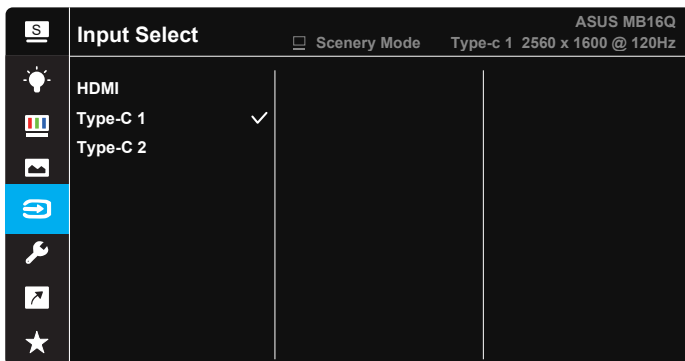 S
Input Select
ASUS MB16Q
Scenery Mode
Type-c 1 2560 x 1600 @ 120Hz
HDMI
Type-C 1
Type-C 2